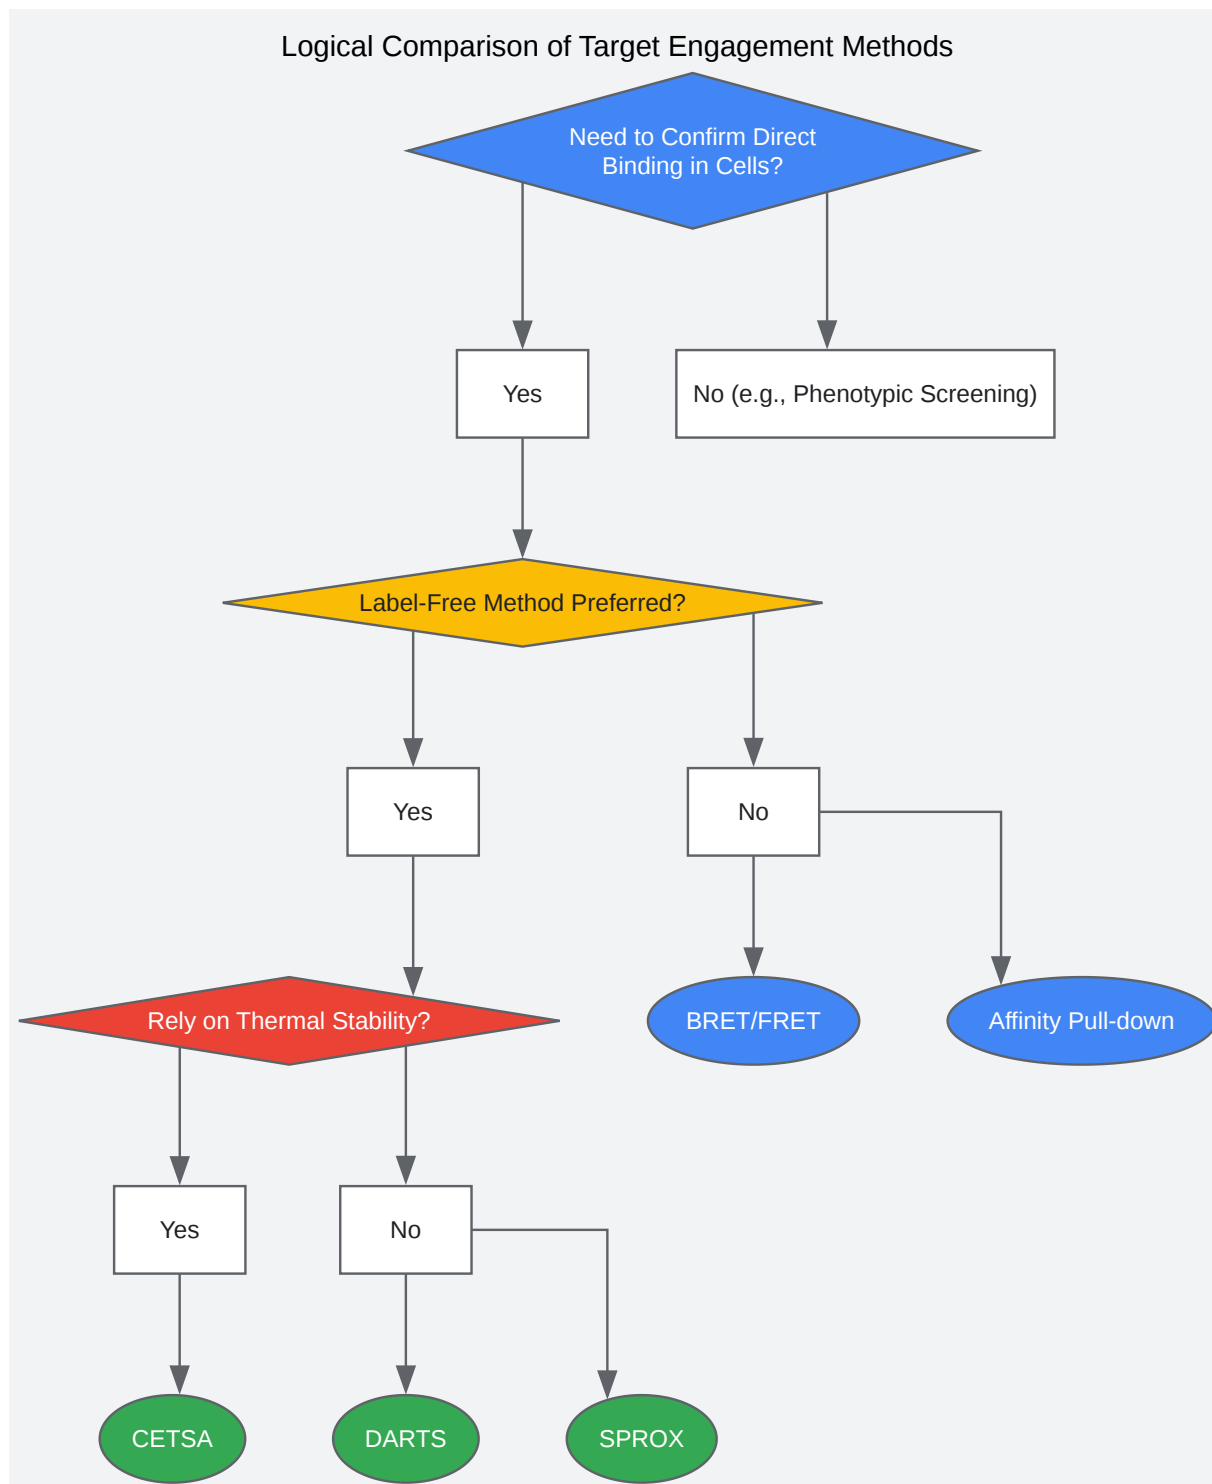 Logical Comparison of Target Engagement Methods
Need to Confirm Direct
Binding in Cells?
Yes
No (e.g., Phenotypic Screening)
Label-Free Method Preferred?
Yes
No
Rely on Thermal Stability?
BRET/FRET
Affinity Pull-down
Yes
No
CETSA
DARTS
SPROX